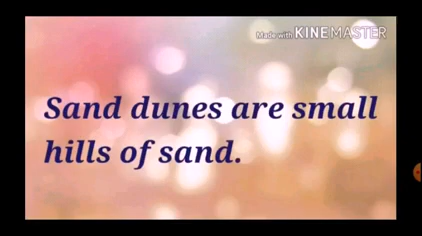 Made with KINEMASTER
Sand dunes are small
hills of sand.